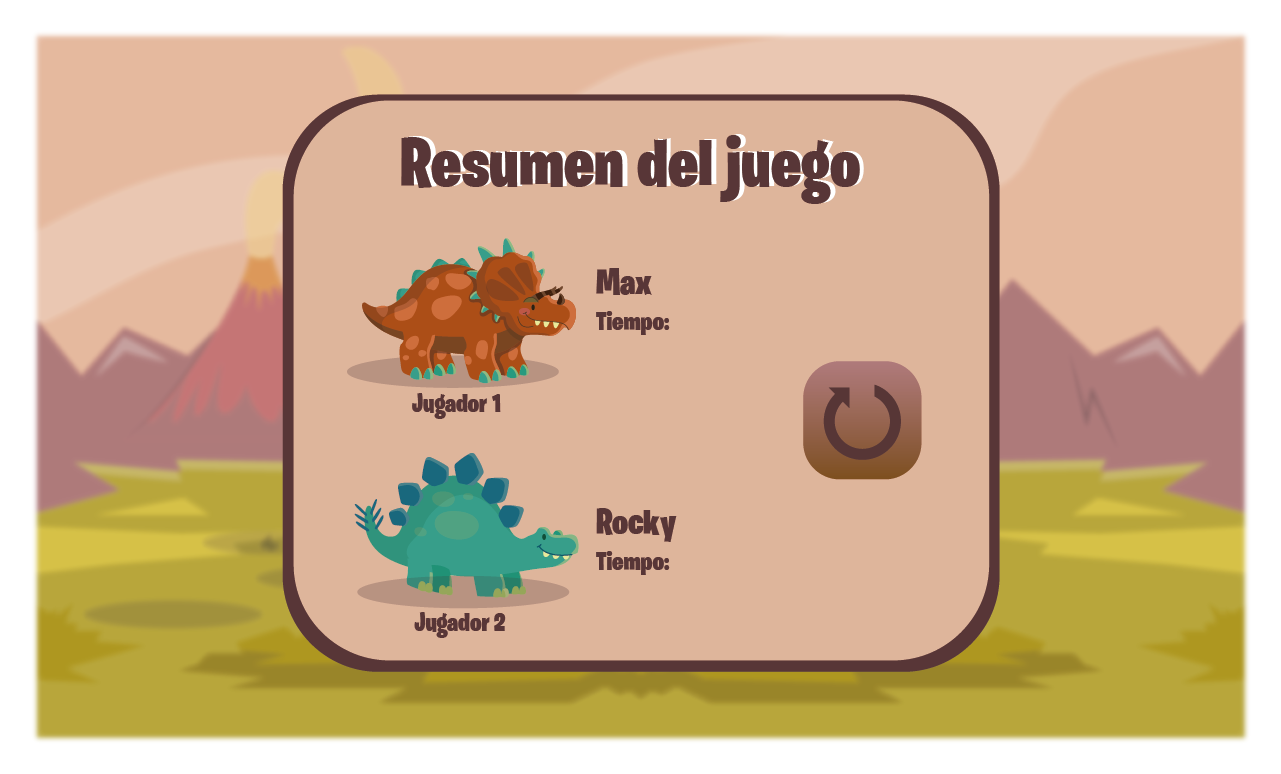 Resumen del juego
Max
Tiempo:
Jugador 1
Rocky
Tiempo:
Jugador 2